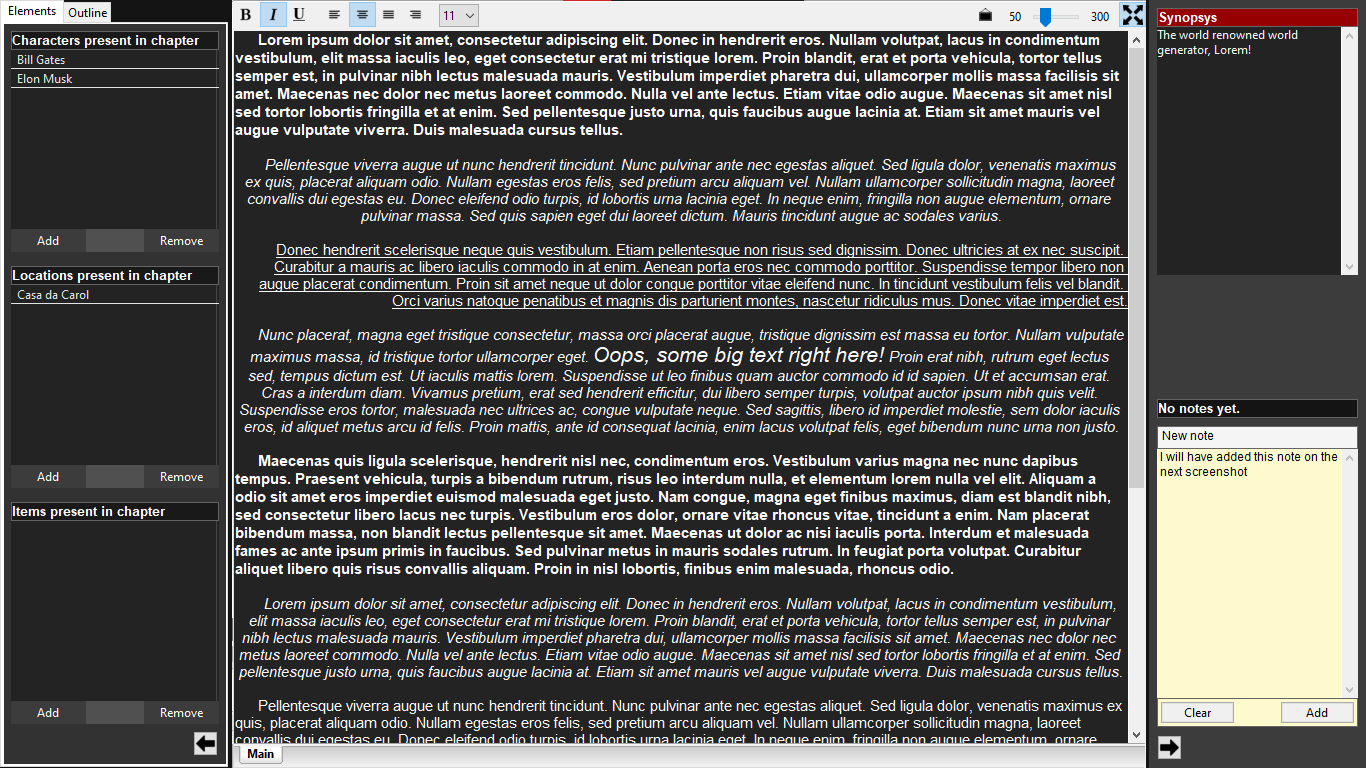 Elements Outline
Characters present in chapter
Bill Gates
Elon Musk
Add Remove
Locations present in chapter
Casa da Carol
Add Remove
Items present in chapter
Add Remove
B I U 11 50 300
Lorem ipsum dolor sit amet, consectetur adipiscing elit. Donec in hendrerit eros. Nullam volutpat, lacus in condimentum
vestibulum, elit massa iaculis leo, eget consectetur erat mi tristique lorem. Proin blandit, erat et porta vehicula, tortor tellus
semper est, in pulvinar nibh lectus malesuada mauris. Vestibulum imperdiet pharetra dui, ullamcorper mollis massa facilisis sit
amet. Maecenas nec dolor nec metus laoreet commodo. Nulla vel ante lectus. Etiam vitae odio augue. Maecenas sit amet nisl
sed tortor lobortis fringilla et at enim. Sed pellentesque justo urna, quis faucibus augue lacinia at. Etiam sit amet mauris vel
augue vulputate viverra. Duis malesuada cursus tellus.
Pellentesque viverra augue ut nunc hendrerit tincidunt. Nunc pulvinar ante nec egestas aliquet. Sed ligula dolor, venenatis maximus
ex quis, placerat aliquam odio. Nullam egestas eros felis, sed pretium arcu aliquam vel. Nullam ullamcorper sollicitudin magna, laoreet
convallis dui egestas eu. Donec eleifend odio turpis, id lobortis urna lacinia eget. In neque enim, fringilla non augue elementum, ornare
pulvinar massa. Sed quis sapien eget dui laoreet dictum. Mauris tincidunt augue ac sodales varius.
Donec hendrerit scelerisque neque quis vestibulum. Etiam pellentesque non risus sed dignissim. Donec ultricies at ex nec suscipit.
Curabitur a mauris ac libero iaculis commodo in at enim. Aenean porta eros nec commodo porttitor. Suspendisse tempor libero non
augue placerat condimentum. Proin sit amet neque ut dolor congue porttitor vitae eleifend nunc. In tincidunt vestibulum felis vel blandit.
Orci varius natoque penatibus et magnis dis parturient montes, nascetur ridiculus mus. Donec vitae imperdiet est.
Nunc placerat, magna eget tristique consectetur, massa orci placerat augue, tristique dignissim est massa eu tortor. Nullam vulputate
maximus massa, id tristique tortor ullamcorper eget. Oops, some big text right here! Proin erat nibh, rutrum eget lectus
sed, tempus dictum est. Ut iaculis mattis lorem. Suspendisse ut leo finibus quam auctor commodo id id sapien. Ut et accumsan erat.
Cras a interdum diam. Vivamus pretium, erat sed hendrerit efficitur, dui libero semper turpis, volutpat auctor ipsum nibh quis velit.
Suspendisse eros tortor, malesuada nec ultrices ac, congue vulputate neque. Sed sagittis, libero id imperdiet molestie, sem dolor iaculis
eros, id aliquet metus arcu id felis. Proin mattis, ante id consequat lacinia, enim lacus volutpat felis, eget bibendum nunc urna non justo.
Maecenas quis ligula scelerisque, hendrerit nisl nec, condimentum eros. Vestibulum varius magna nec nunc dapibus
tempus. Praesent vehicula, turpis a bibendum rutrum, risus leo interdum nulla, et elementum lorem nulla vel elit. Aliquam a
odio sit amet eros imperdiet euismod malesuada eget justo. Nam congue, magna eget finibus maximus, diam est blandit nibh,
sed consectetur libero lacus nec turpis. Vestibulum eros dolor, ornare vitae rhoncus vitae, tincidunt a enim. Nam placerat
bibendum massa, non blandit lectus pellentesque sit amet. Maecenas ut dolor ac nisi iaculis porta. Interdum et malesuada
fames ac ante ipsum primis in faucibus. Sed pulvinar metus in mauris sodales rutrum. In feugiat porta volutpat. Curabitur
aliquet libero quis risus convallis aliquam. Proin in nisl lobortis, finibus enim malesuada, rhoncus odio.
Lorem ipsum dolor sit amet, consectetur adipiscing elit. Donec in hendrerit eros. Nullam volutpat, lacus in condimentum vestibulum,
elit massa iaculis leo, eget consectetur erat mi tristique lorem. Proin blandit, erat et porta vehicula, tortor tellus semper est, in pulvinar
nibh lectus malesuada mauris. Vestibulum imperdiet pharetra dui, ullamcorper mollis massa facilisis sit amet. Maecenas nec dolor nec
metus laoreet commodo. Nulla vel ante lectus. Etiam vitae odio augue. Maecenas sit amet nisl sed tortor lobortis fringilla et at enim. Sed
pellentesque justo urna, quis faucibus augue lacinia at. Etiam sit amet mauris vel augue vulputate viverra. Duis malesuada cursus tellus.
Pellentesque viverra augue ut nunc hendrerit tincidunt. Nunc pulvinar ante nec egestas aliquet. Sed ligula dolor, venenatis maximus ex
quis, placerat aliquam odio. Nullam egestas eros felis, sed pretium arcu aliquam vel. Nullam ullamcorper sollicitudin magna, laoreet
convallis dui egestas eu. Donec eleifend odio turpis, id lobortis urna lacinia eget. In neque enim, fringilla non augue elementum, ornare
Main
Synopsys
The world renowned world
generator, Lorem!
No notes yet.
New note
I will have added this note on the
next screenshot
Clear Add